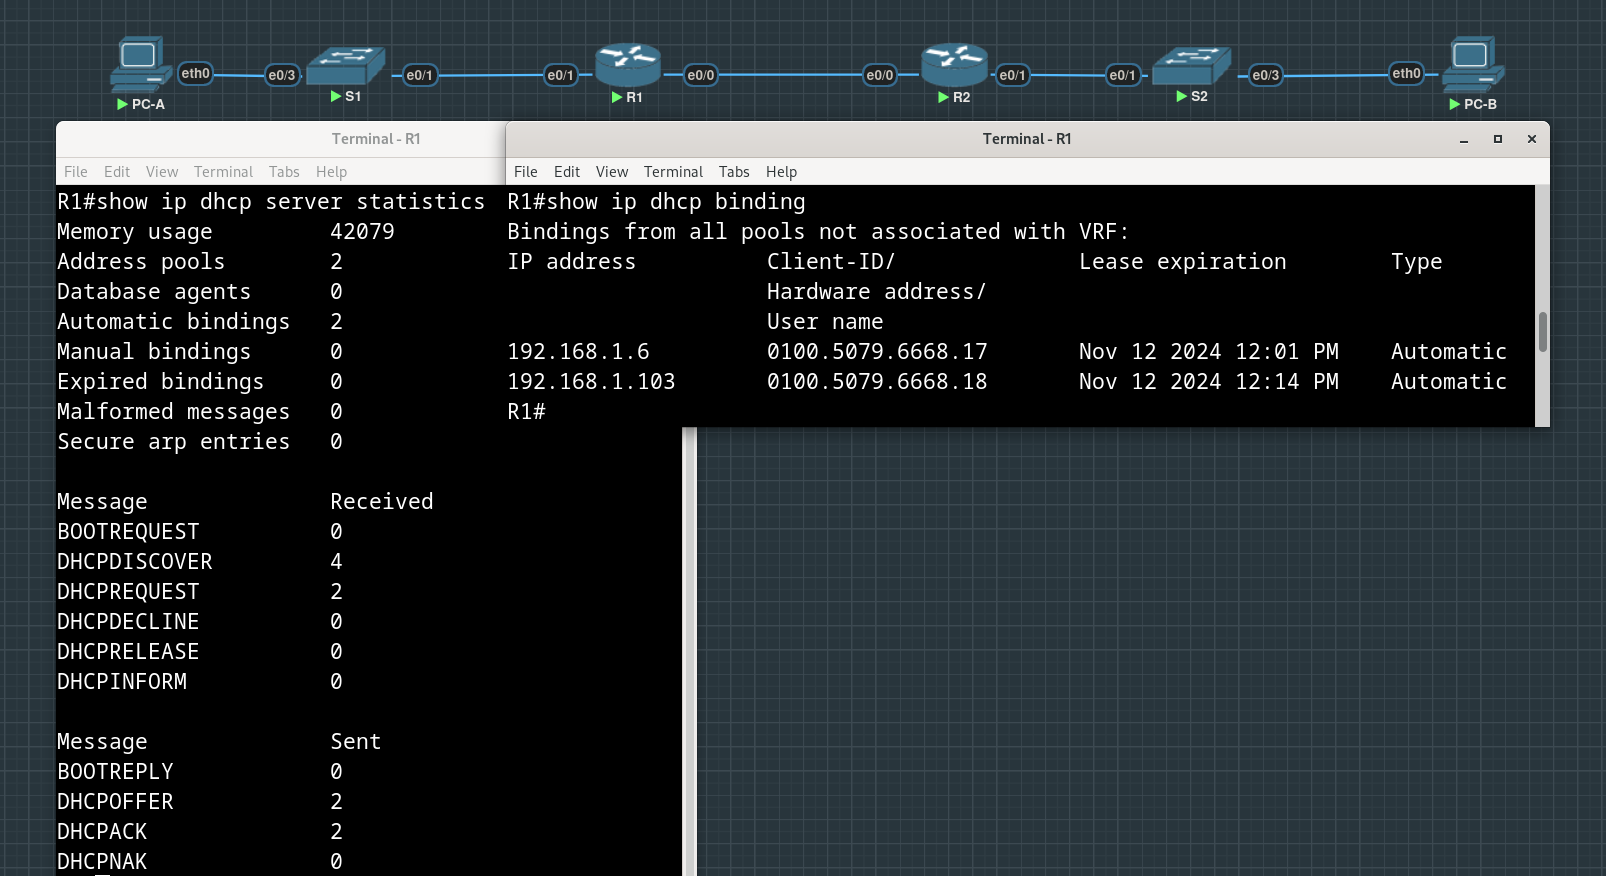 eth0 e0/3 e0/1 e0/1 e0/0 e0/0 e0/1 e0/1 e0/3 eth0
PC-A S1 R1 R2 S2 PC-B
Terminal - R1
File Edit View Terminal Tabs Help
R1#show ip dhcp server statistics
Memory usage 42079
Address pools 2
Database agents 0
Automatic bindings 2
Manual bindings 0
Expired bindings 0
Malformed messages 0
Secure arp entries 0
Message Received
BOOTREQUEST 0
DHCPDISCOVER 4
DHCPREQUEST 2
DHCPDECLINE 0
DHCPRELEASE 0
DHCPINFORM 0
Message Sent
BOOTREPLY 0
DHCPOFFER 2
DHCPACK 2
DHCPNAK 0
Terminal - R1
File Edit View Terminal Tabs Help
R1#show ip dhcp binding
Bindings from all pools not associated with VRF:
IP address Client-ID/ Lease expiration Type
Hardware address/
User name
192.168.1.6 0100.5079.6668.17 Nov 12 2024 12:01 PM Automatic
192.168.1.103 0100.5079.6668.18 Nov 12 2024 12:14 PM Automatic
R1#